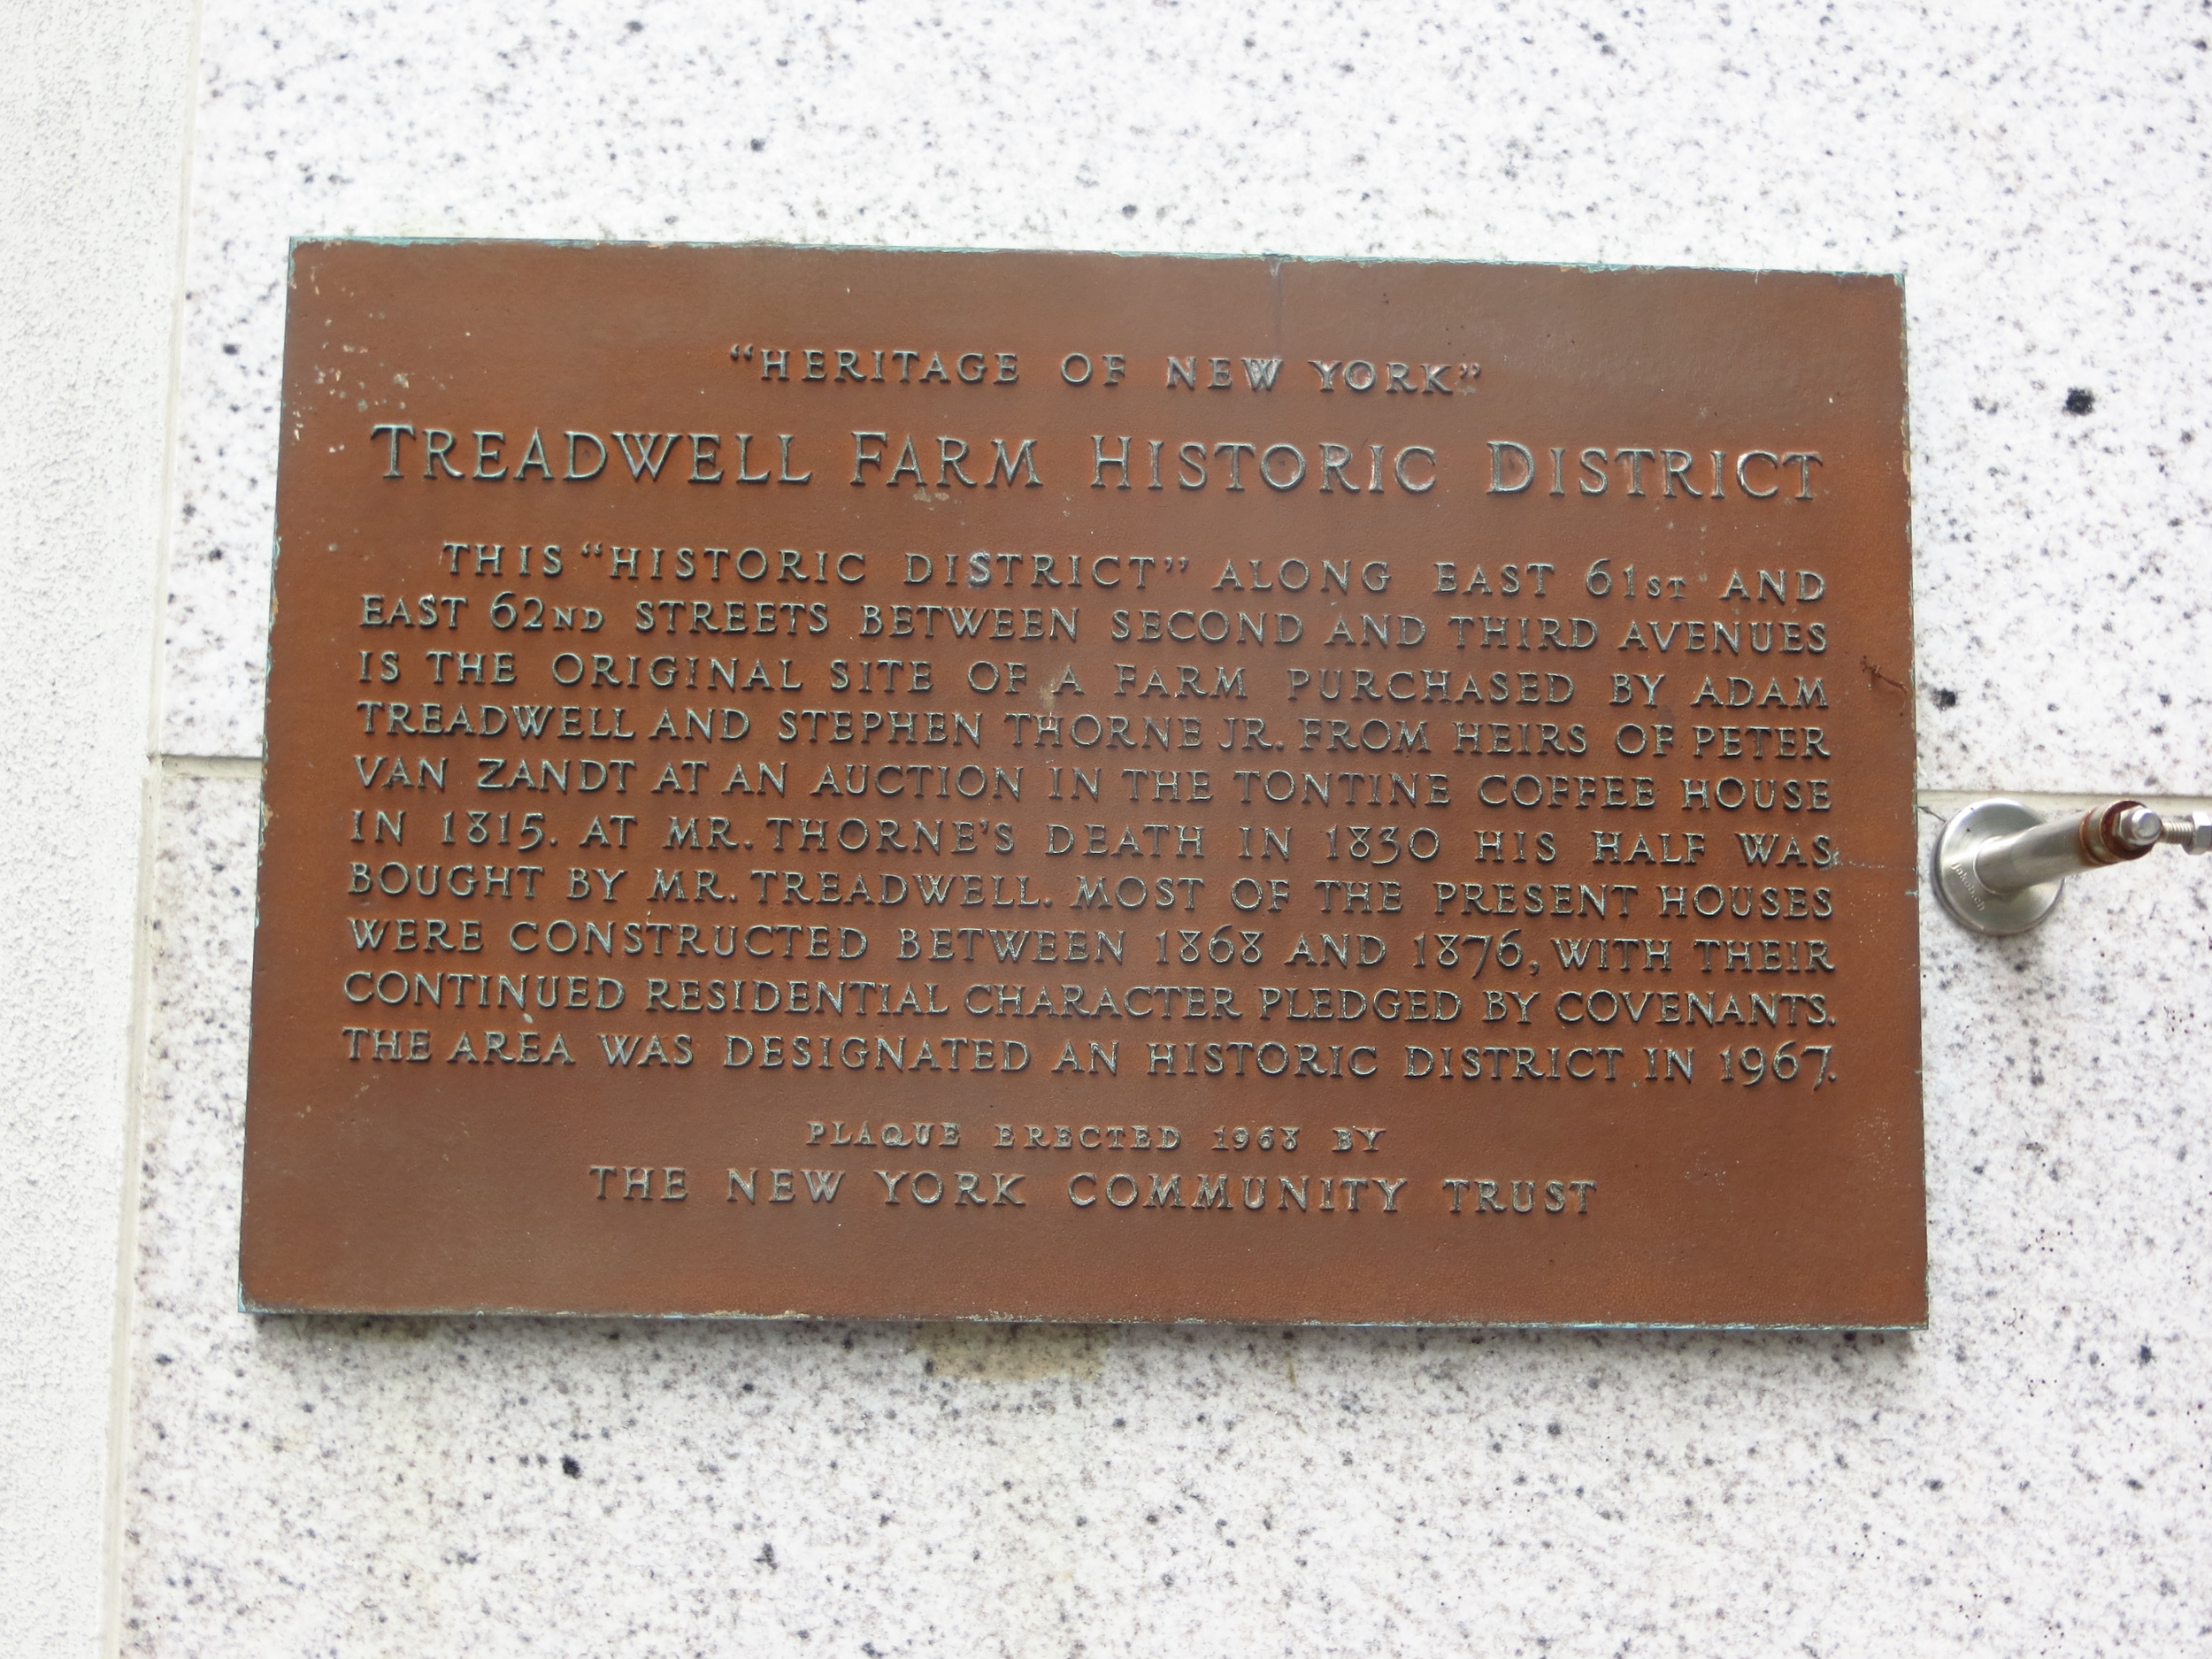 "HERITAGE OF NEW YORK"
TREADWELL FARM HISTORIC DISTRICT
THIS "HISTORIC DISTRICT" ALONG EAST 61ST AND
EAST 62ND STREETS BETWEEN SECOND AND THIRD AVENUES
IS THE ORIGINAL SITE OF A FARM PURCHASED BY ADAM
TREADWELL AND STEPHEN THORNE JR. FROM HEIRS OF PETER
VAN ZANDT AT AN AUCTION IN THE TONTINE COFFEE HOUSE
IN 1815. AT MR. THORNE'S DEATH IN 1830 HIS HALF WAS
BOUGHT BY MR. TREADWELL. MOST OF THE PRESENT HOUSES
WERE CONSTRUCTED BETWEEN 1868 AND 1876, WITH THEIR
CONTINUED RESIDENTIAL CHARACTER PLEDGED BY COVENANTS.
THE AREA WAS DESIGNATED AN HISTORIC DISTRICT IN 1967.
PLAQUE ERECTED 1968 BY
THE NEW YORK COMMUNITY TRUST